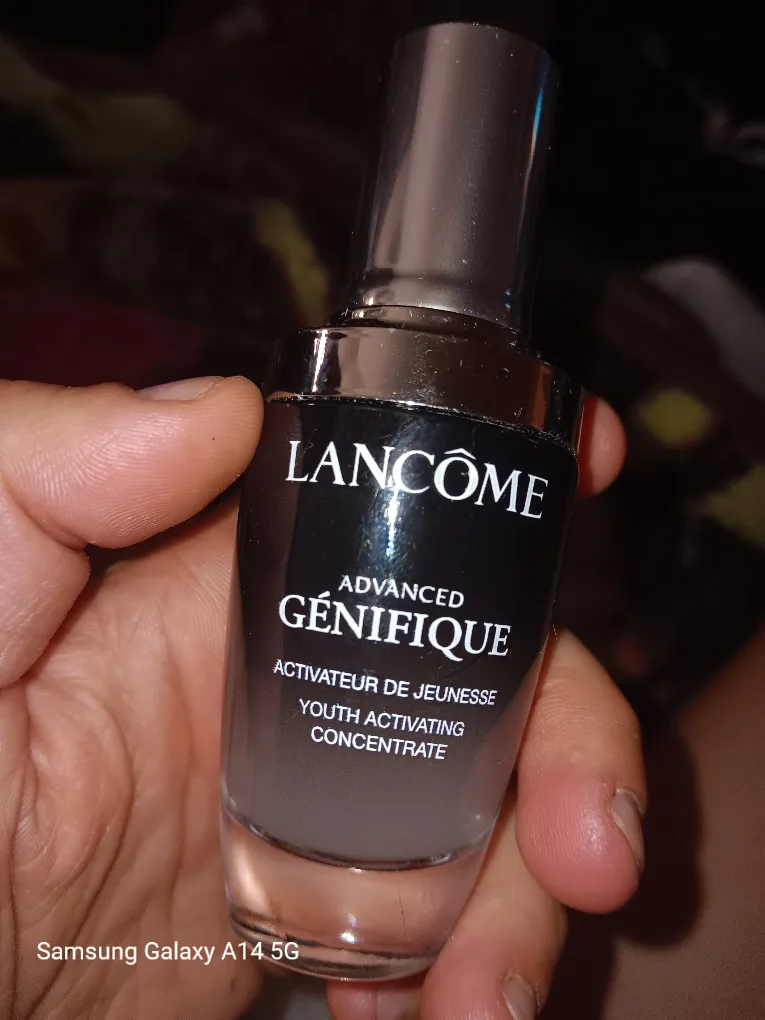 LANCÔME
ADVANCED
GÉNIFIQUE
ACTIVATEUR DE JEUNESSE
YOUTH ACTIVATING
CONCENTRATE
Samsung Galaxy A14 5G